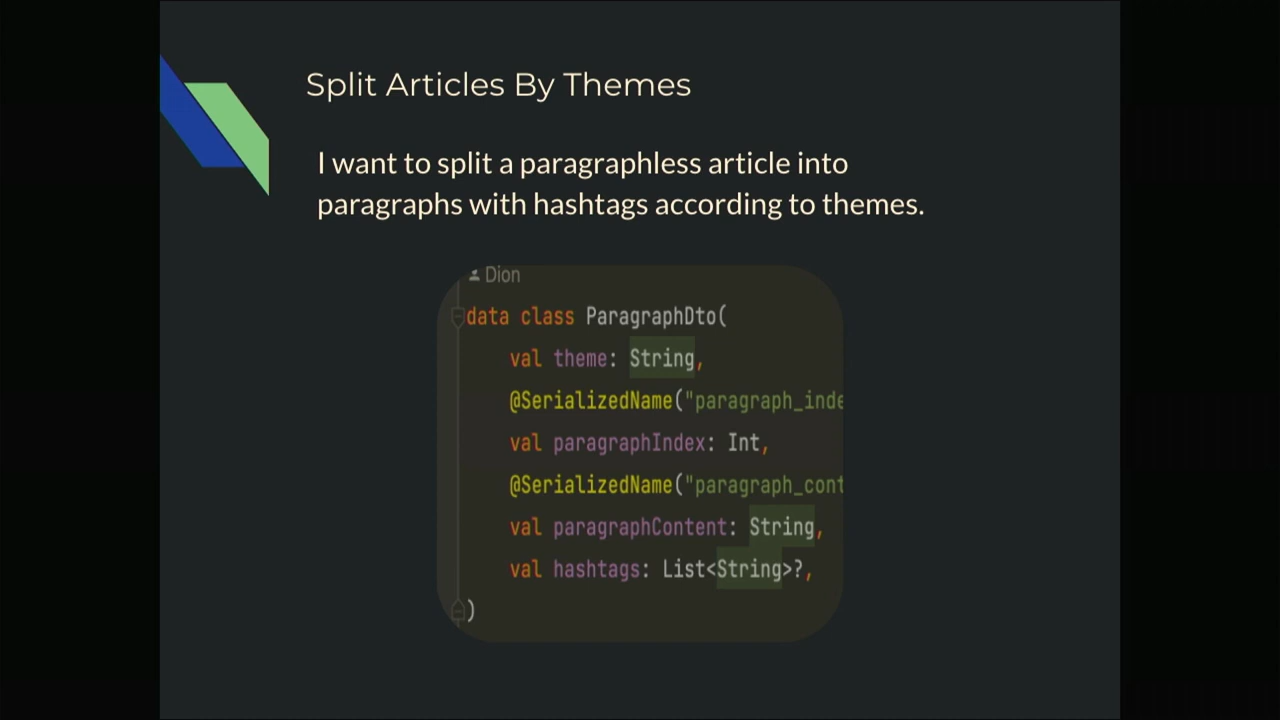 Split Articles By Themes
I want to split a paragraphless article into
paragraphs with hashtags according to themes.
Dion
data class ParagraphDto(
val theme: String,
@SerializedName("paragraph_inde
val paragraphIndex: Int,
@SerializedName("paragraph_cont
val paragraphContent: String,
val hashtags: List<String>?,
)